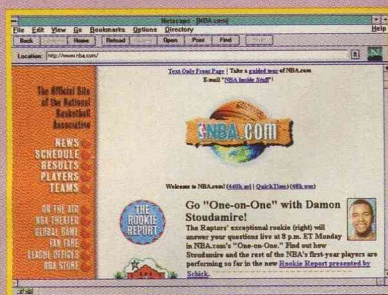 Netscape - [NBA.com]
File Edit View Go Bookmarks Options Directory Help
Back Home Reload Open Print Find
Location: http://www.nba.com/
Text Only Front Page | Take a guided tour of NBA.com
E-mail "NBA Inside Stuff"!
The Official Site
of the National
Basketball
Association
NBA.COM
NEWS
SCHEDULE
RESULTS
PLAYERS
TEAMS
Welcome to NBA.com! (440k au) | QuickTime) (48k wav)
ON THE AIR
NBA THEATER
GLOBAL GAME
FAN FARE
LEAGUE OFFICES
NBA STORE
THE
ROOKIE
REPORT
Go "One-on-One" with Damon
Stoudamire!
The Raptors' exceptional rookie (right) will
answer your questions live at 8 p.m. ET Monday
in NBA.com's "One-on-One." Find out how
Stoudamire and the rest of the NBA's first-year players are
performing so far in the new Rookie Report presented by
Schick.